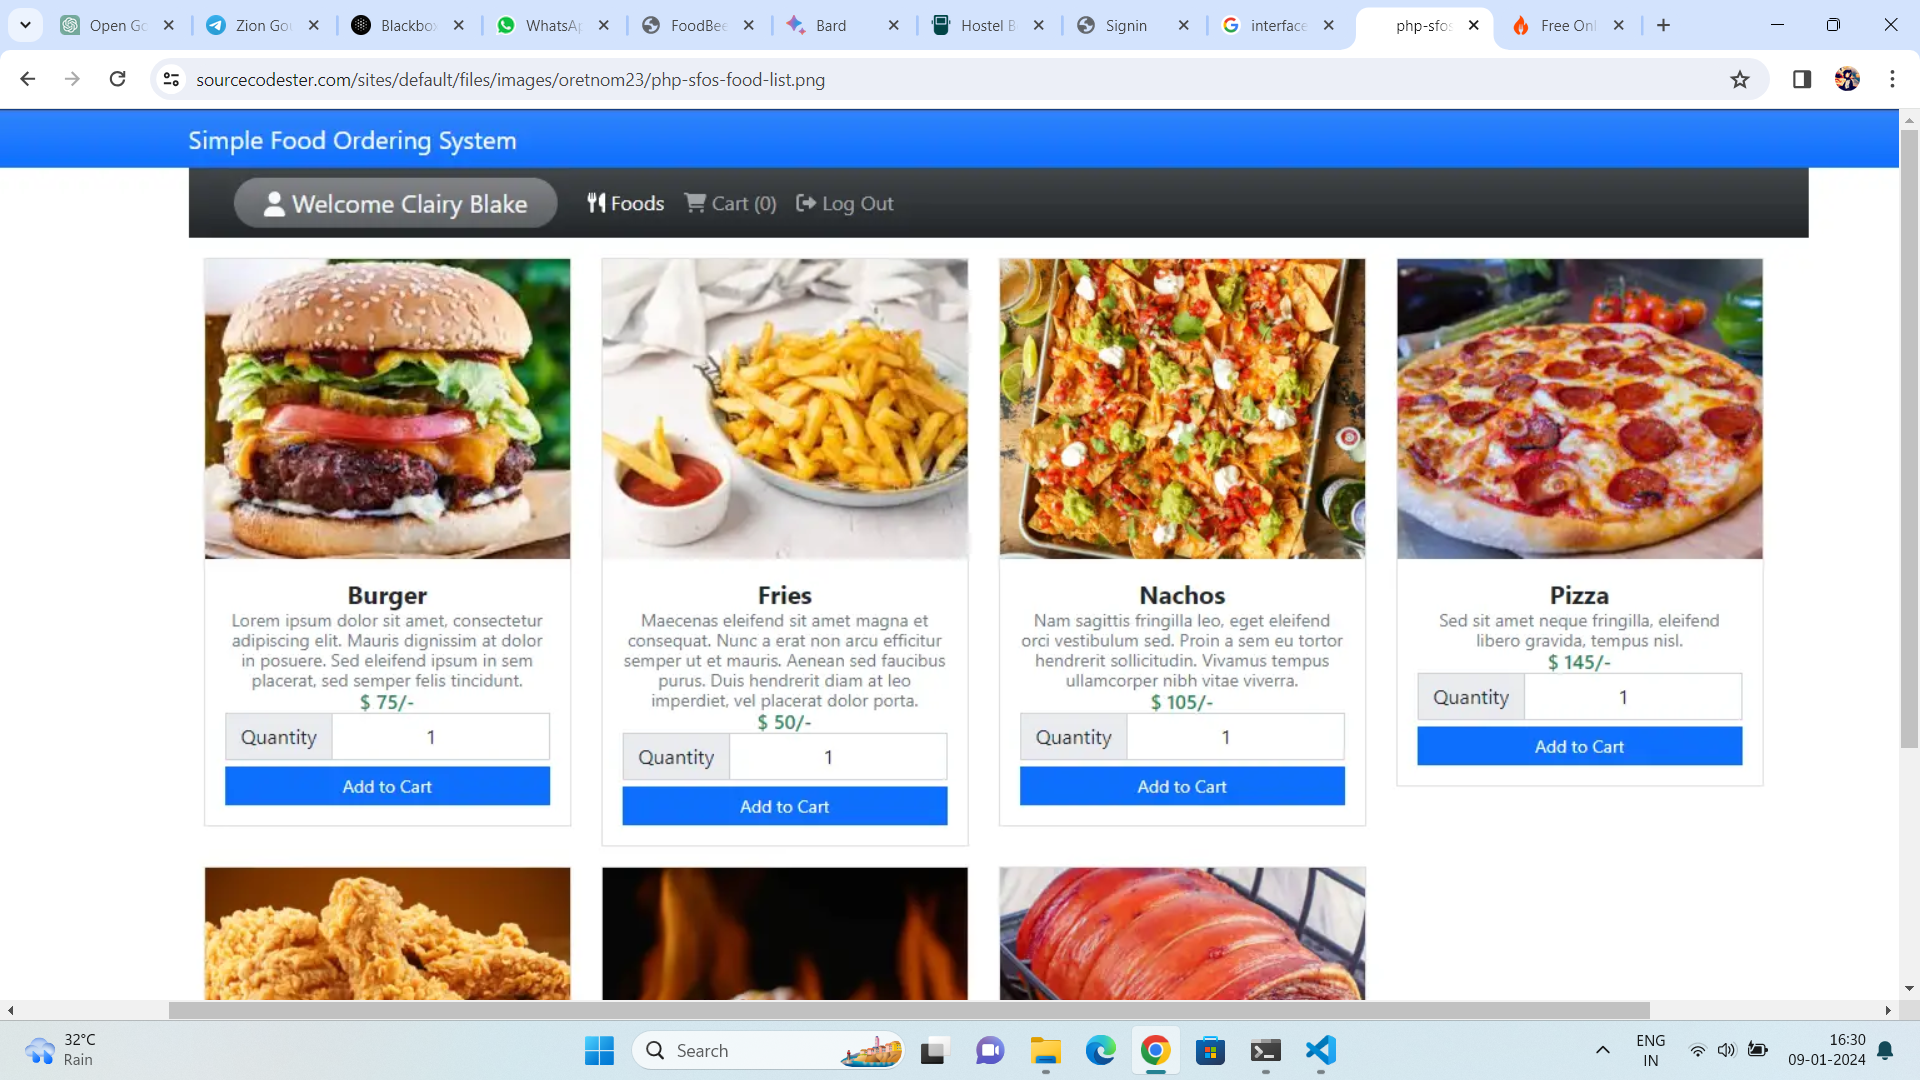 Open Go
Zion Go
Blackbo
WhatsAp
FoodBee
Bard
Hostel B
Signin
interface
php-sfos
Free Onl
sourcecodester.com/sites/default/files/images/oretnom23/php-sfos-food-list.png
Simple Food Ordering System
Welcome Clairy Blake
Foods
Cart (0)
Log Out
Burger
Lorem ipsum dolor sit amet, consectetur
adipiscing elit. Mauris dignissim at dolor
in posuere. Sed eleifend ipsum in sem
placerat, sed semper felis tincidunt.
$ 75/-
Quantity 1
Add to Cart
Fries
Maecenas eleifend sit amet magna et
consequat. Nunc a erat non arcu efficitur
semper ut et mauris. Aenean sed faucibus
purus. Duis hendrerit diam at leo
imperdiet, vel placerat dolor porta.
$ 50/-
Quantity 1
Add to Cart
Nachos
Nam sagittis fringilla leo, eget eleifend
orci vestibulum sed. Proin a sem eu tortor
hendrerit sollicitudin. Vivamus tempus
ullamcorper nibh vitae viverra.
$ 105/-
Quantity 1
Add to Cart
Pizza
Sed sit amet neque fringilla, eleifend
libero gravida, tempus nisl.
$ 145/-
Quantity 1
Add to Cart
32°C
Rain
Search
ENG
IN
16:30
09-01-2024